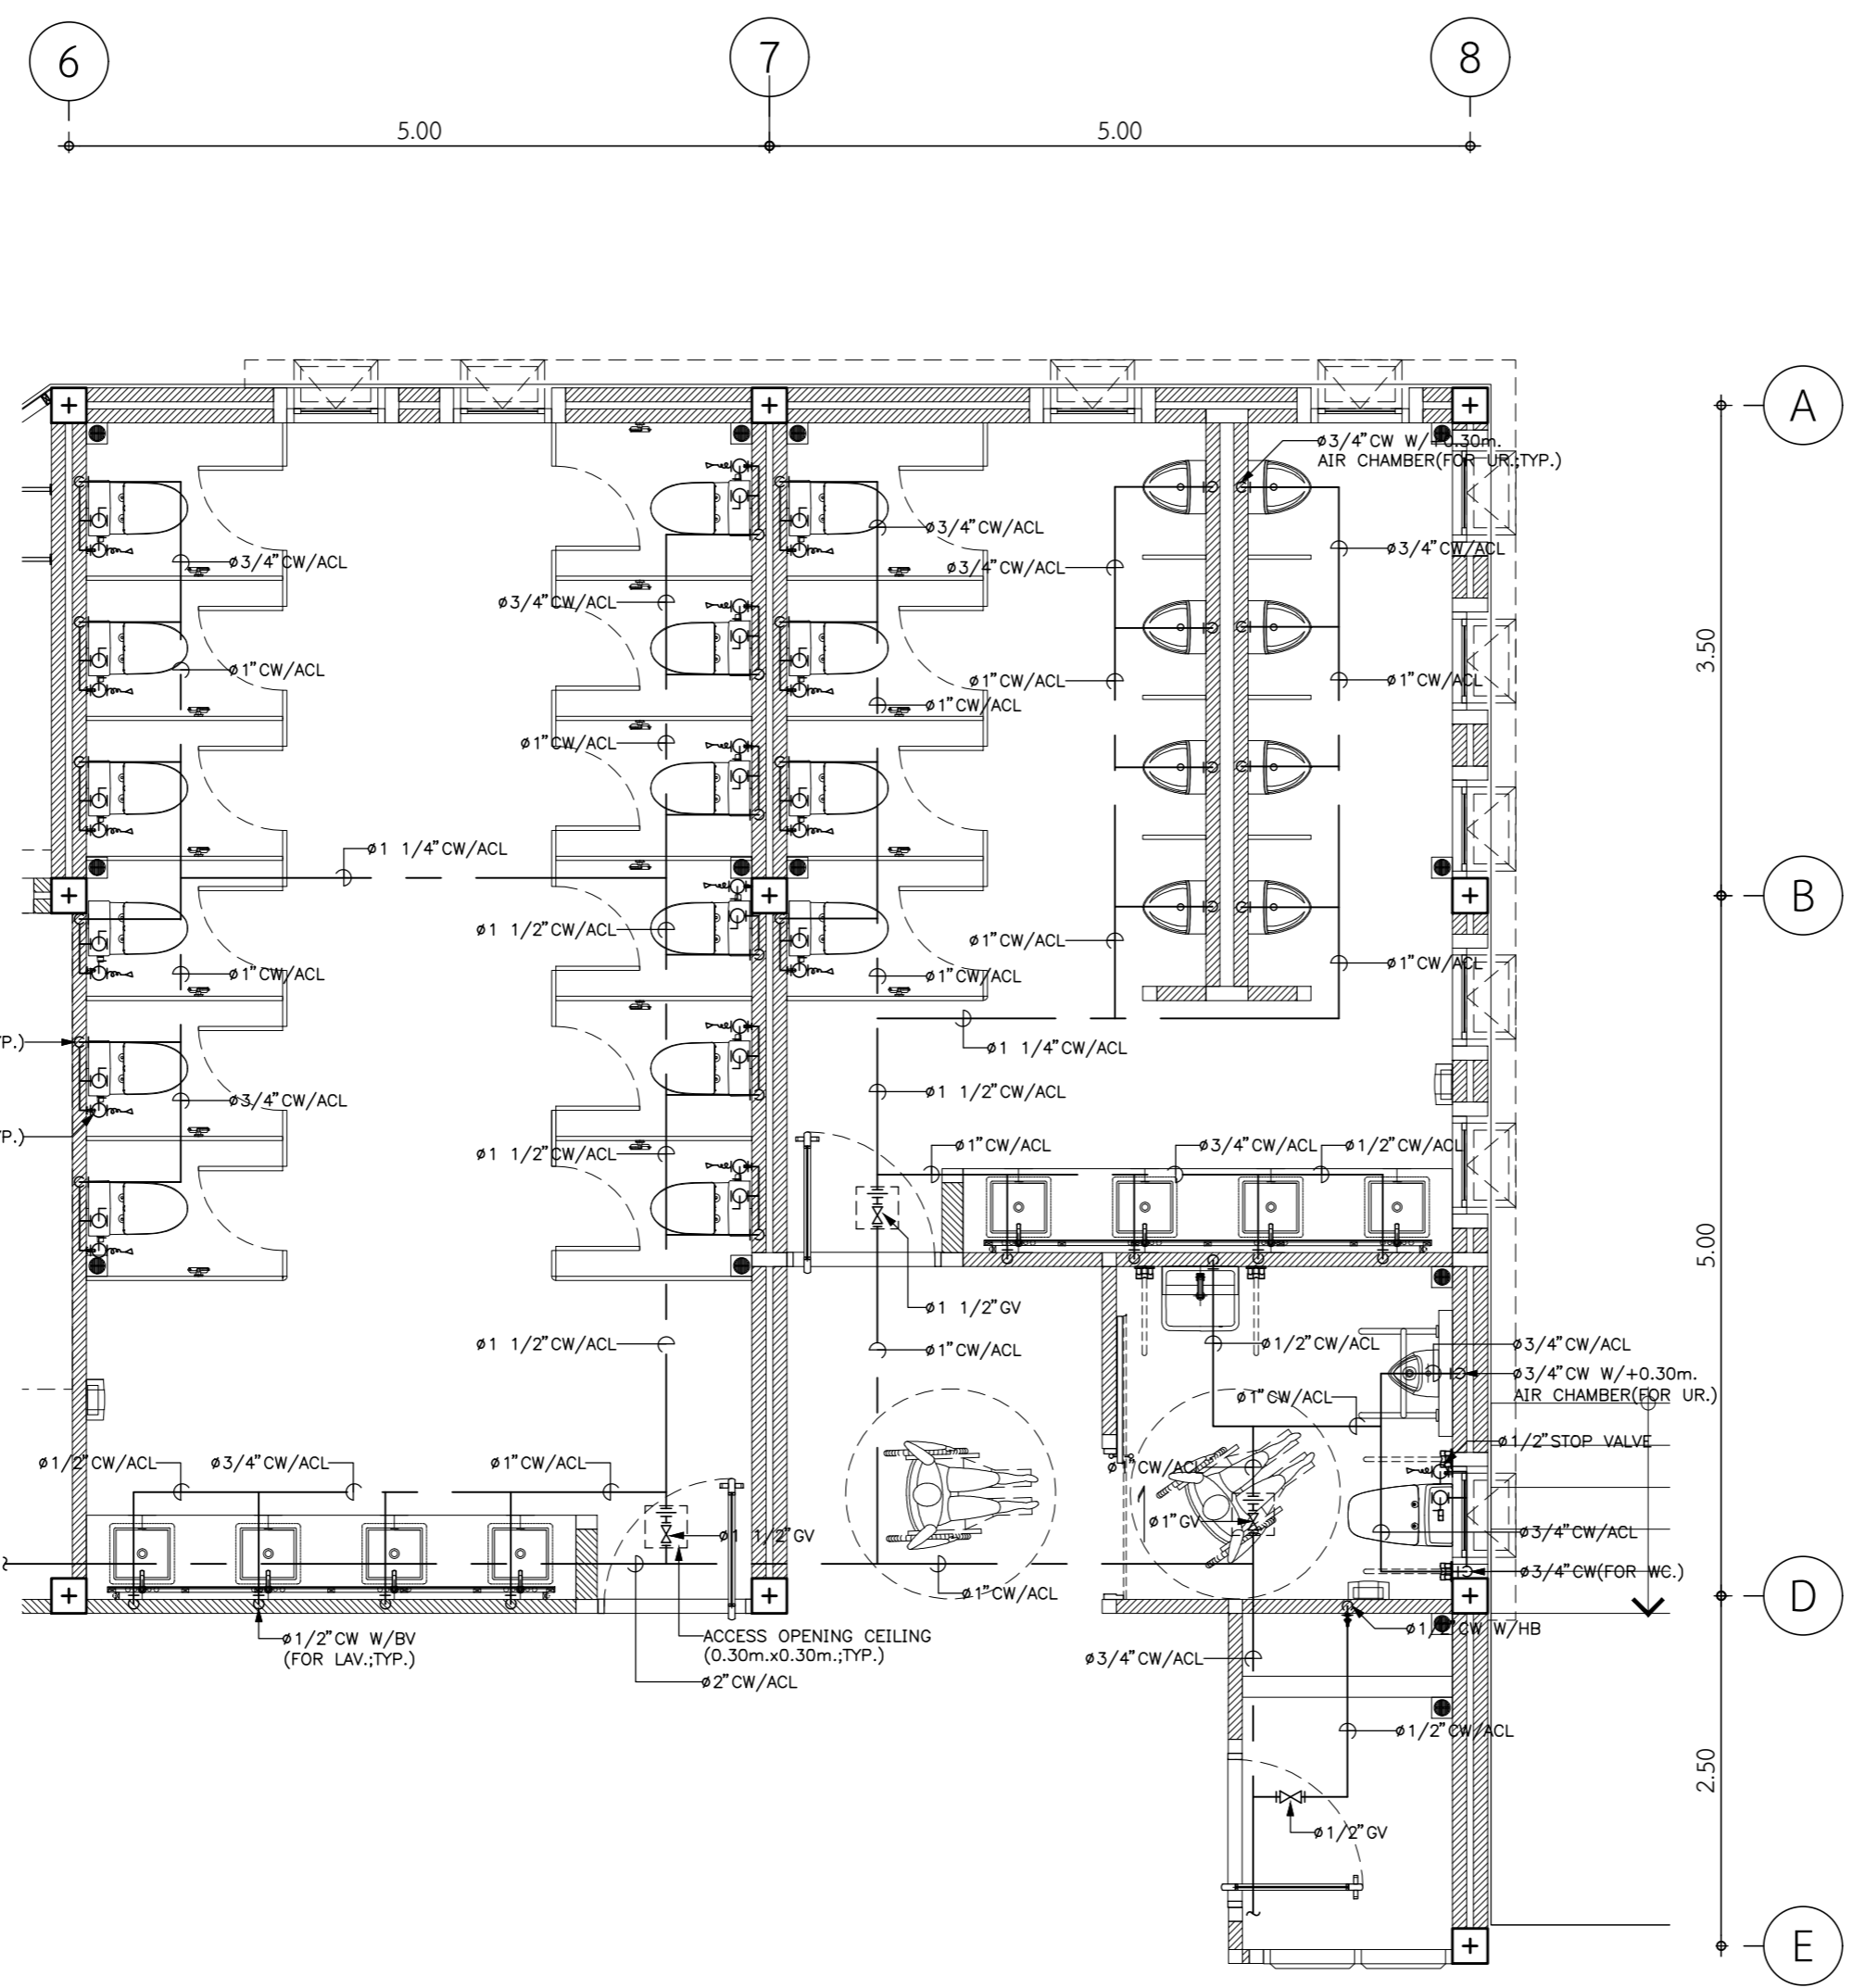 6
7
8
5.00
5.00
A
ø3/4"CW W/+0.30m.
AIR CHAMBER(FOR UR.;TYP.)
ø3/4"CW/ACL
ø3/4"CW/ACL
ø3/4"CW/ACL
ø3/4"CW/ACL
ø3/4"CW/ACL
3.50
ø1"CW/ACL
ø1"CW/ACL
ø1"CW/ACL
ø1"CW/ACL
ø1"CW/ACL
ø1 1/4"CW/ACL
B
ø1 1/2"CW/ACL
ø1"CW/ACL
ø1"CW/ACL
ø1"CW/ACL
ø1"CW/ACL
P.)
ø1 1/4"CW/ACL
ø3/4"CW/ACL
ø1 1/2"CW/ACL
P.)
ø1 1/2"CW/ACL
ø1"CW/ACL
ø3/4"CW/ACL
ø1/2"CW/ACL
5.00
ø1 1/2"GV
ø1 1/2"CW/ACL
ø1"CW/ACL
ø1/2"CW/ACL
ø3/4"CW/ACL
ø3/4"CW W/+0.30m.
AIR CHAMBER(FOR UR.)
ø1"CW/ACL
ø1/2"STOP VALVE
ø1/2"CW/ACL
ø3/4"CW/ACL
ø1"CW/ACL
ø1"CW/ACL
ø1 1/2"GV
ø1"GV
ø3/4"CW/ACL
ø3/4"CW(FOR WC.)
ø1"CW/ACL
D
ø1/2"CW W/HB
ø1/2"CW W/BV
(FOR LAV.;TYP.)
ACCESS OPENING CEILING
(0.30m.x0.30m.;TYP.)
ø3/4"CW/ACL
ø2"CW/ACL
ø1/2"CW/ACL
2.50
ø1/2"GV
E